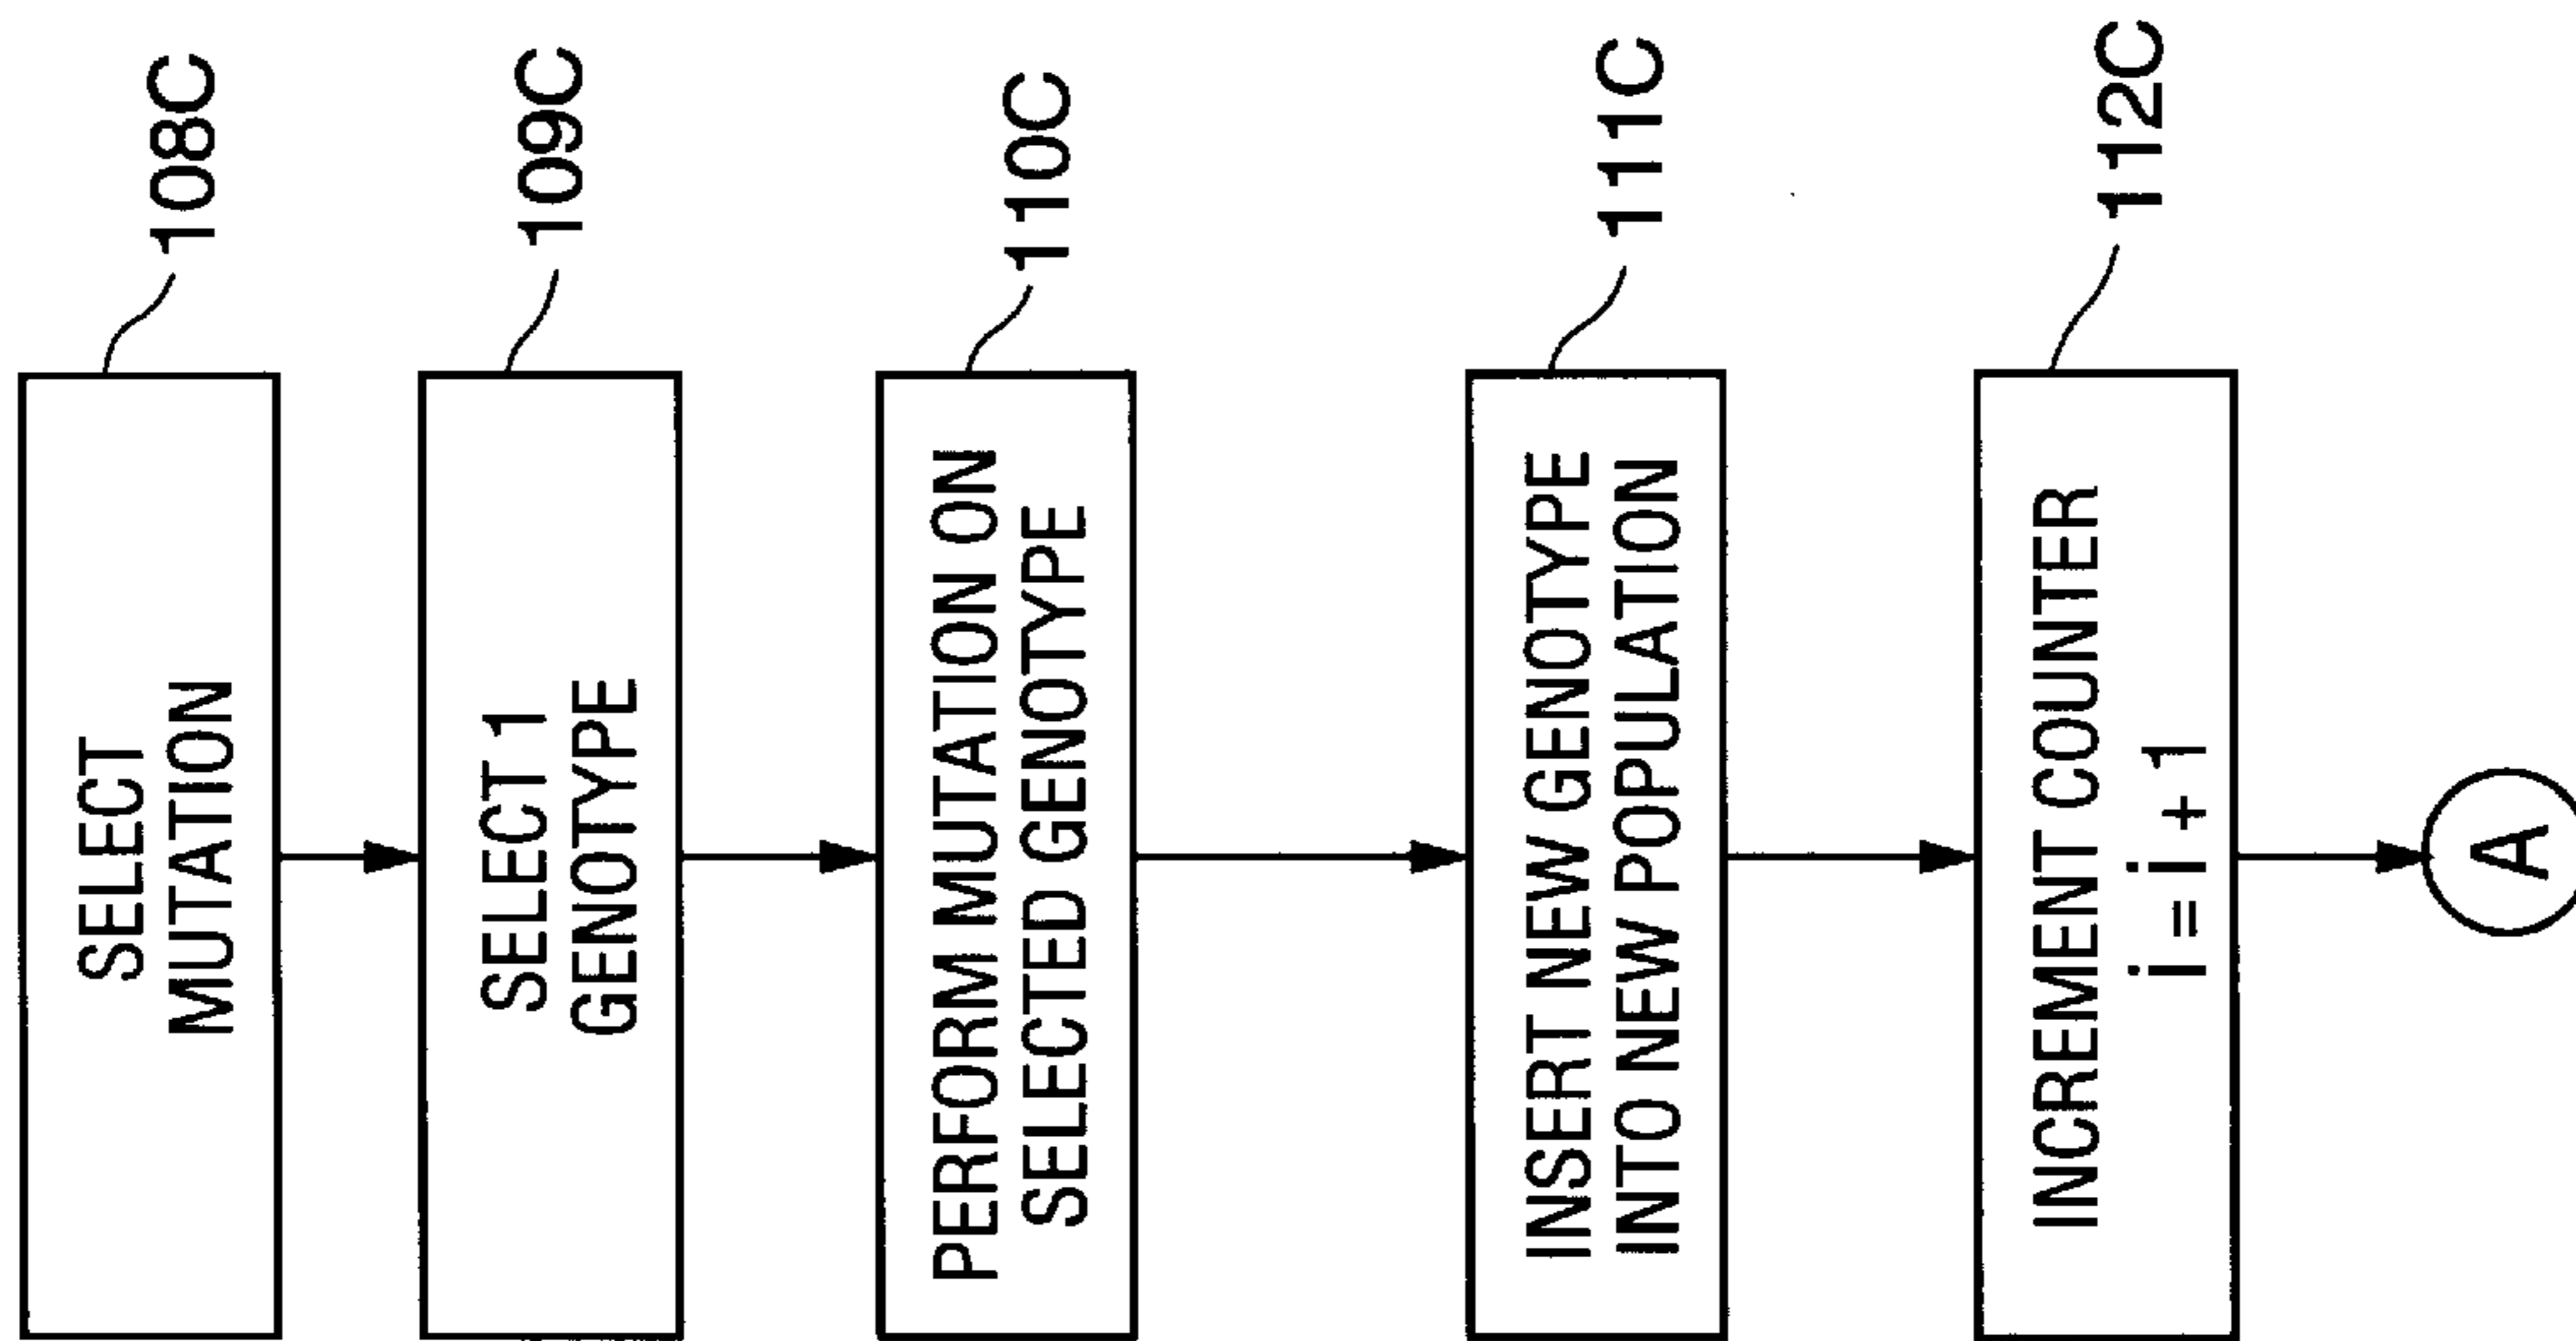 SELECT
MUTATION
108C
SELECT 1
GENOTYPE
109C
PERFORM MUTATION ON
SELECTED GENOTYPE
110C
INSERT NEW GENOTYPE
INTO NEW POPULATION
111C
INCREMENT COUNTER
i = i + 1
112C
A